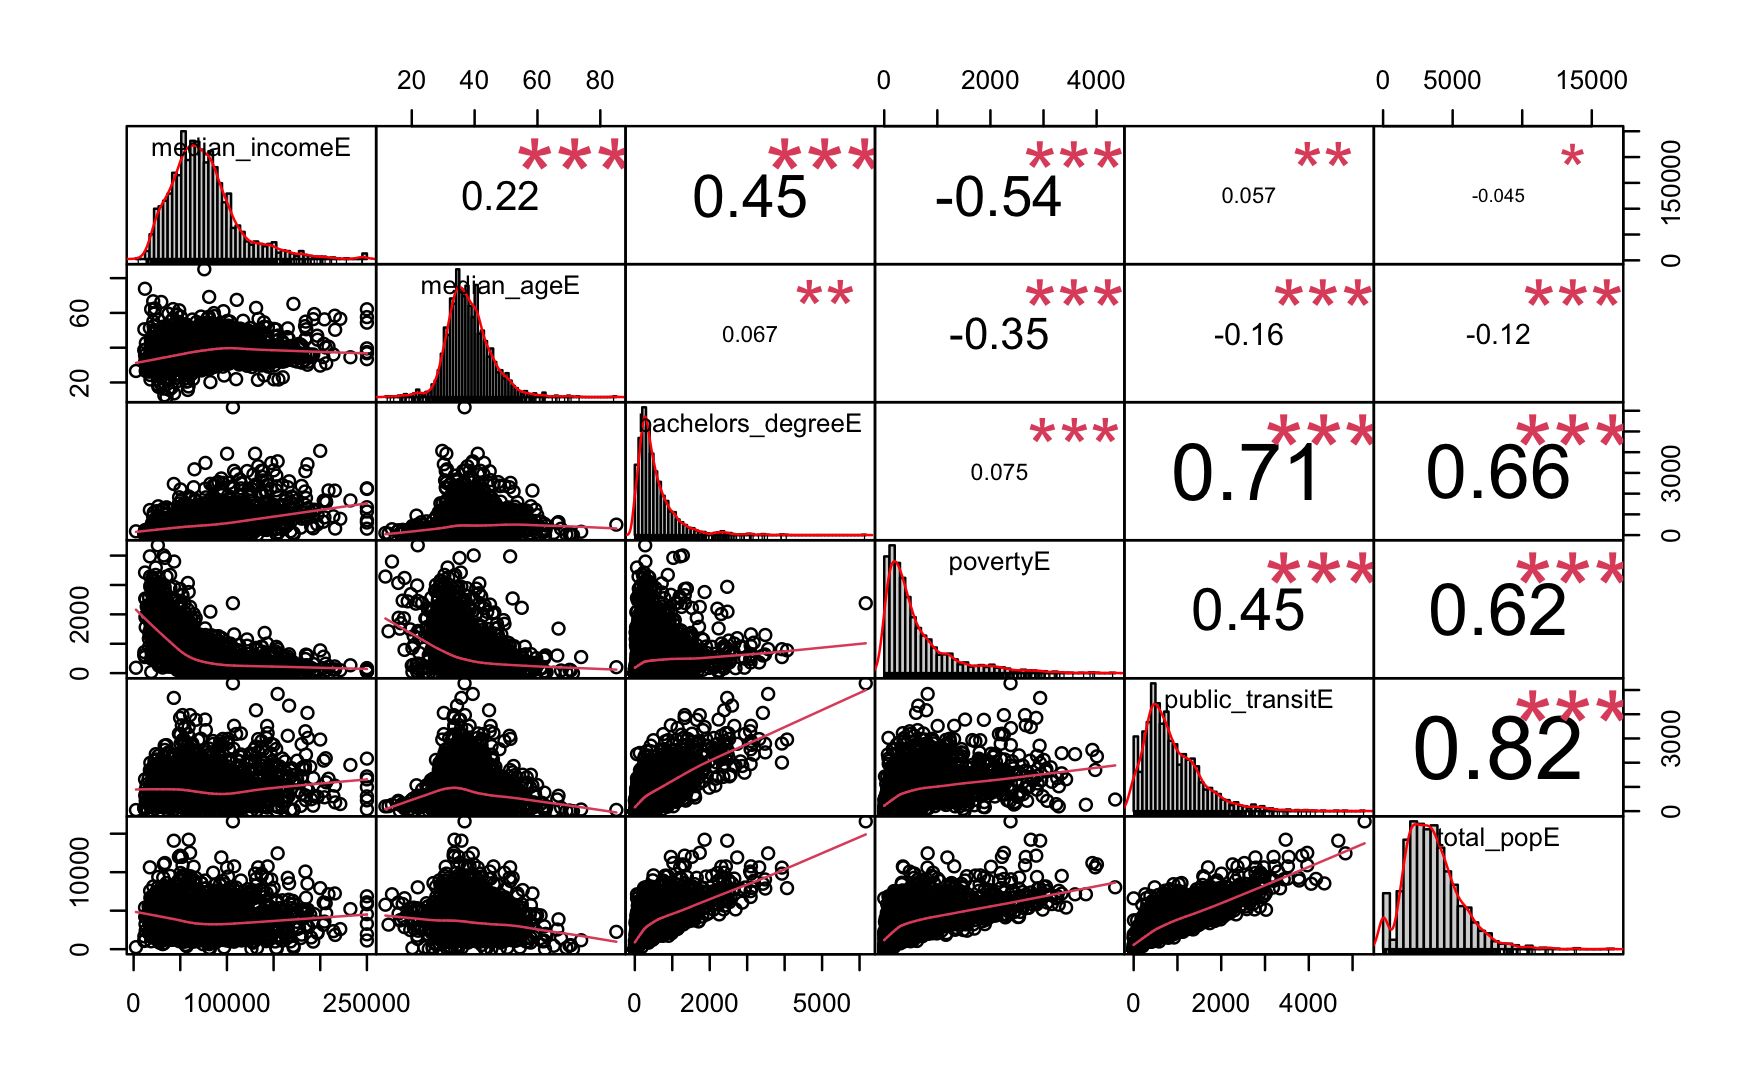 20 40 60 80 0 2000 4000 0 5000 15000
median_incomeE *** *** *** ** *
0.22 0.45 -0.54 0.057 -0.045
0 150000
median_ageE ** *** *** ***
0.067 -0.35 -0.16 -0.12
20 60
bachelors_degreeE *** *** ***
0.075 0.71 0.66
0 3000
povertyE *** ***
0.45 0.62
0 2000
public_transitE ***
0.82
0 3000
total_popE
0 10000
0 100000 250000 0 2000 5000 0 2000 4000